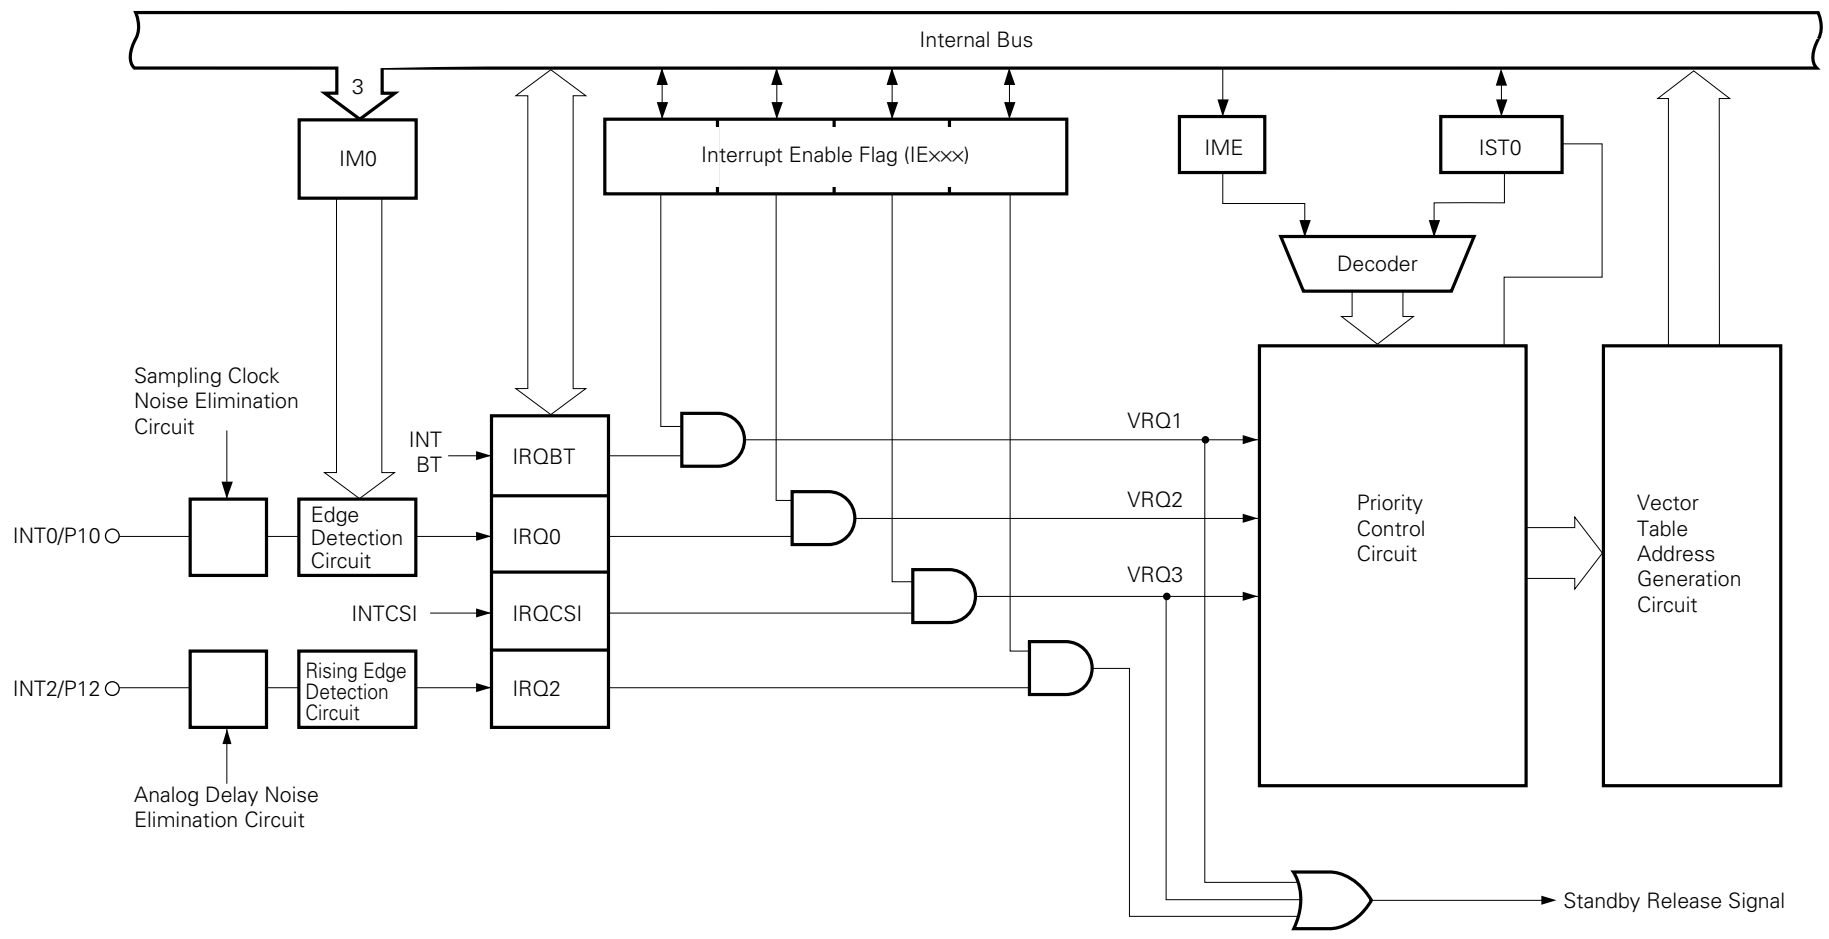 Internal Bus
3
IM0
Interrupt Enable Flag (IE×××)
IME
IST0
Decoder
Sampling Clock
Noise Elimination
Circuit
INT
BT
IRQBT
VRQ1
INT0/P10
Edge
Detection
Circuit
IRQ0
VRQ2
INTCSI
IRQCSI
VRQ3
INT2/P12
Rising Edge
Detection
Circuit
IRQ2
Priority
Control
Circuit
Vector
Table
Address
Generation
Circuit
Analog Delay Noise
Elimination Circuit
Standby Release Signal